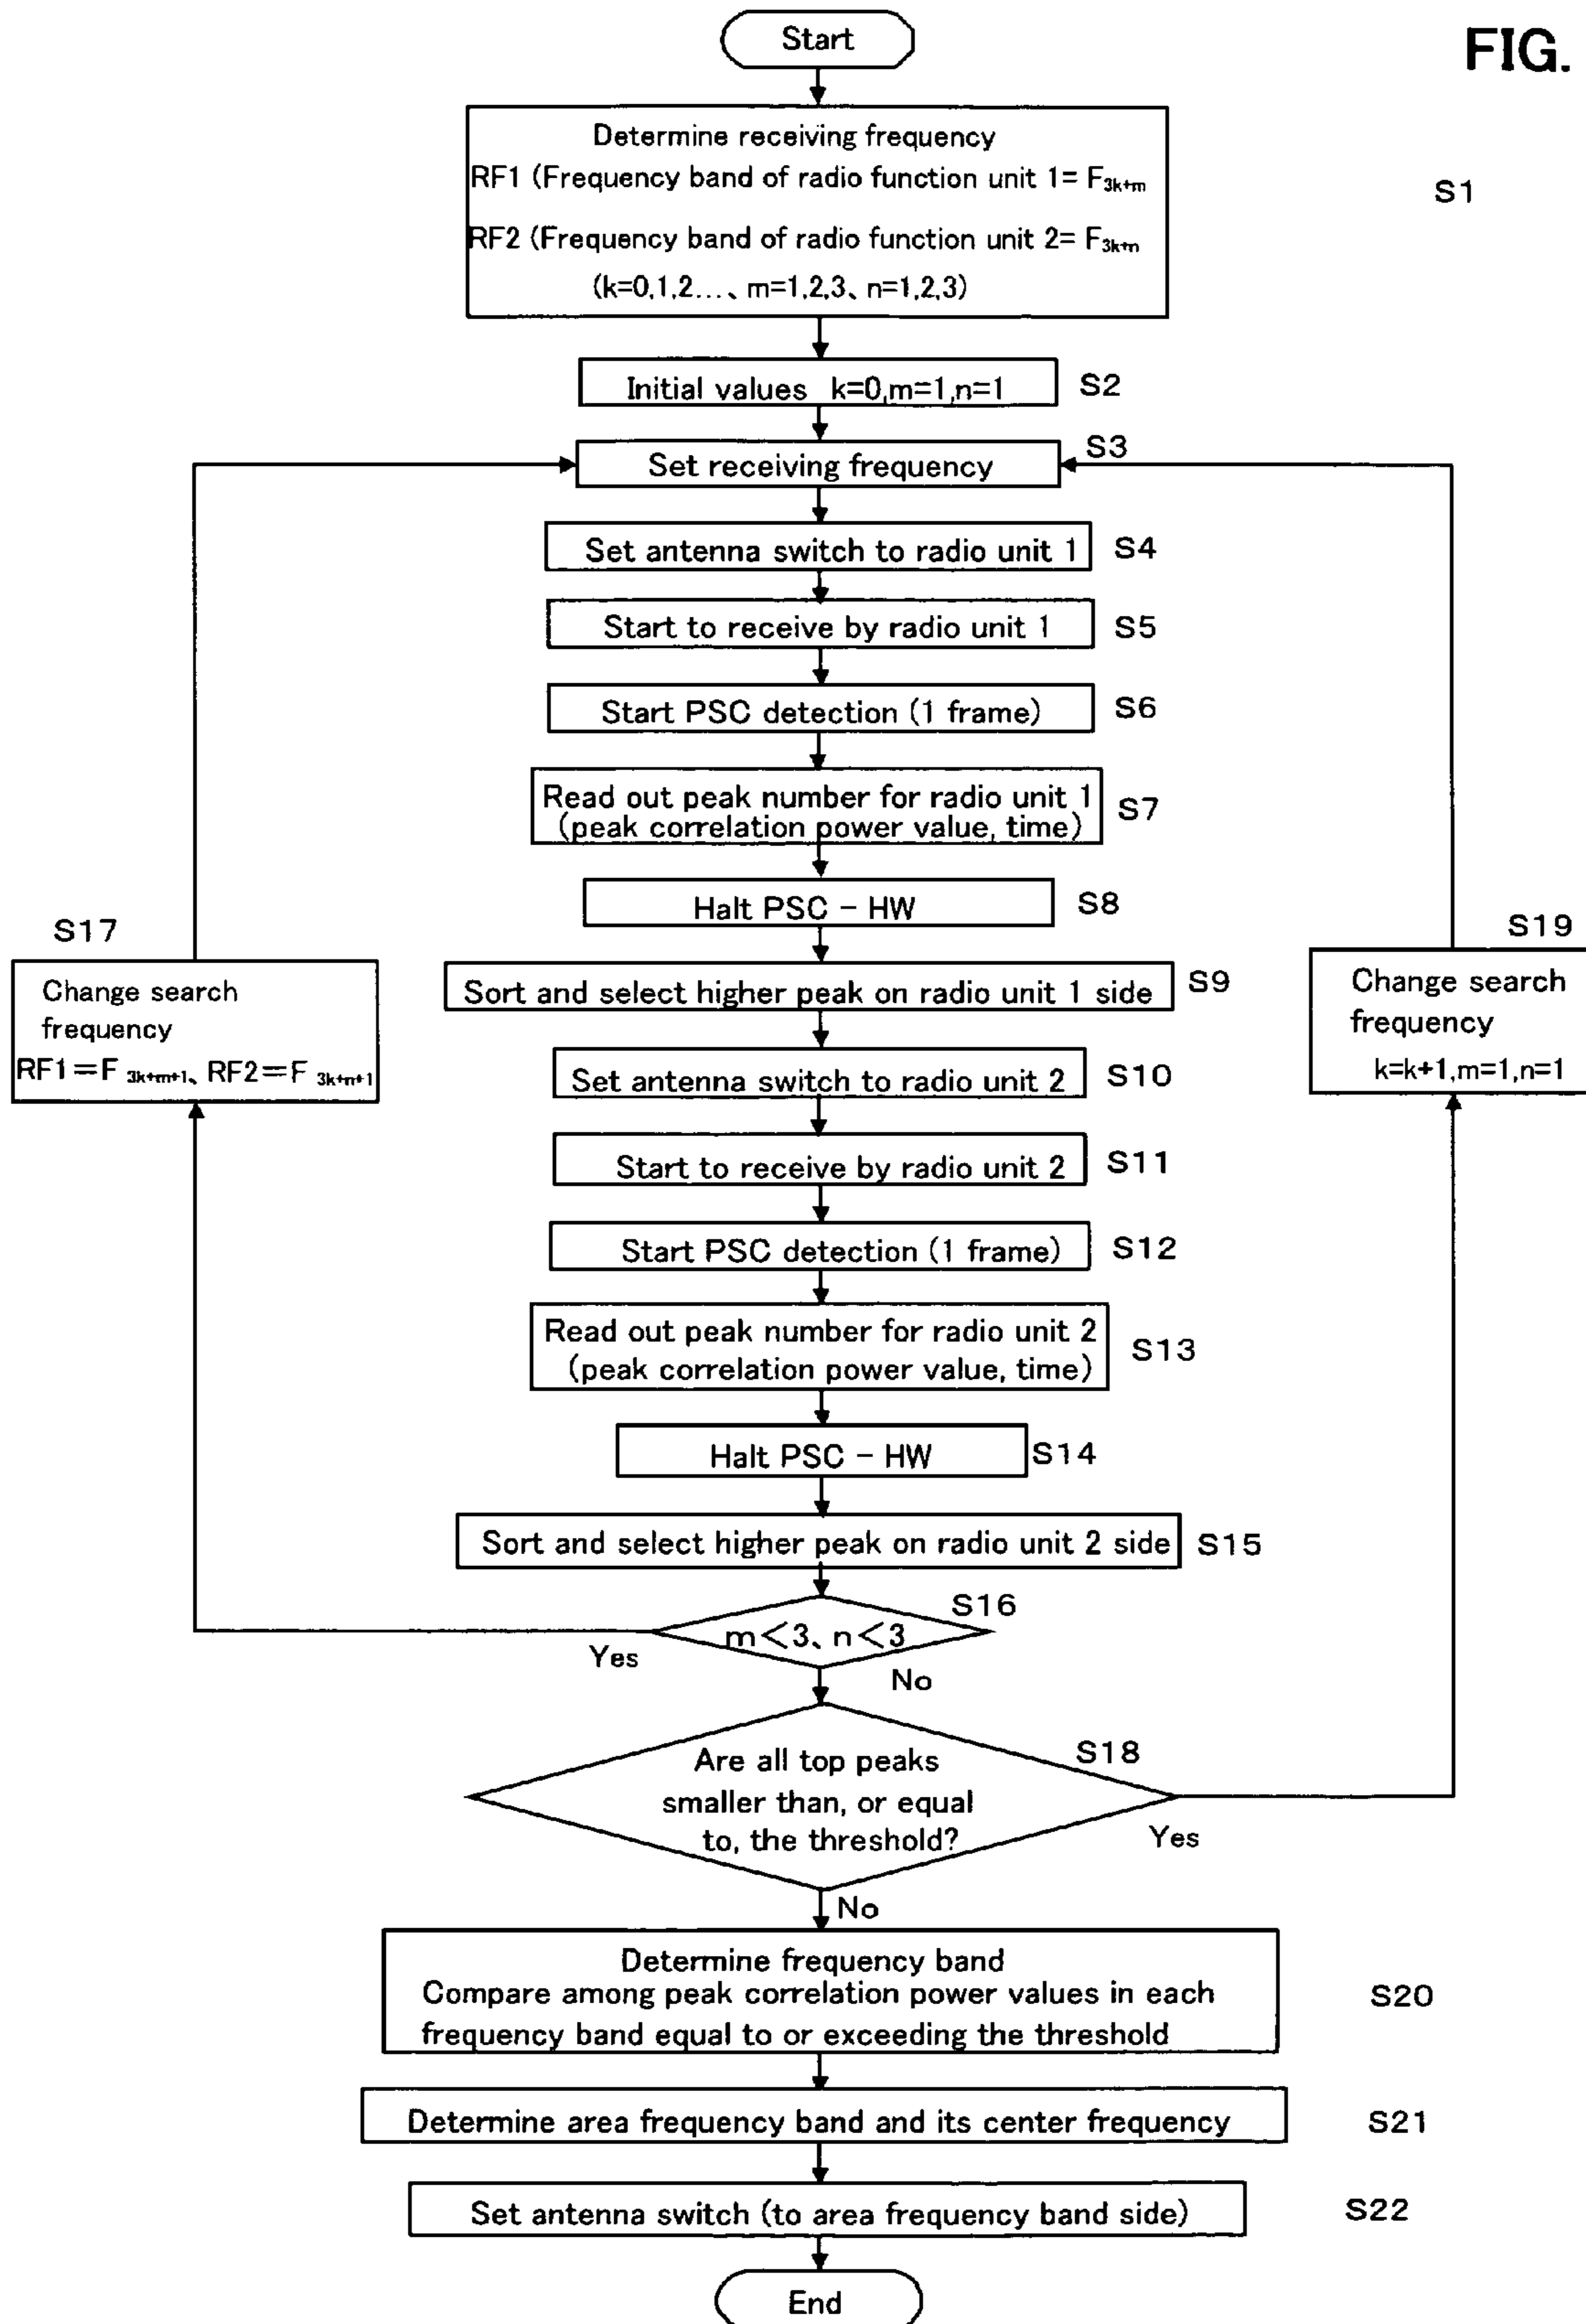 Start
FIG.
Determine receiving frequency
RF1 (Frequency band of radio function unit 1= F3k+m
RF2 (Frequency band of radio function unit 2= F3k+n
(k=0,1,2...、m=1,2,3、n=1,2,3)
S1
Initial values k=0,m=1,n=1
S2
Set receiving frequency
S3
Set antenna switch to radio unit 1
S4
Start to receive by radio unit 1
S5
Start PSC detection (1 frame)
S6
Read out peak number for radio unit 1
(peak correlation power value, time)
S7
Halt PSC - HW
S8
Sort and select higher peak on radio unit 1 side
S9
Set antenna switch to radio unit 2
S10
Start to receive by radio unit 2
S11
Start PSC detection (1 frame)
S12
Read out peak number for radio unit 2
(peak correlation power value, time)
S13
Halt PSC - HW
S14
Sort and select higher peak on radio unit 2 side
S15
S16
m<3、n<3
Yes
No
S17
Change search
frequency
RF1=F 3k+m+1、RF2=F 3k+n+1
S18
Are all top peaks
smaller than, or equal
to, the threshold?
Yes
No
S19
Change search
frequency
k=k+1,m=1,n=1
Determine frequency band
Compare among peak correlation power values in each
frequency band equal to or exceeding the threshold
S20
Determine area frequency band and its center frequency
S21
Set antenna switch (to area frequency band side)
S22
End